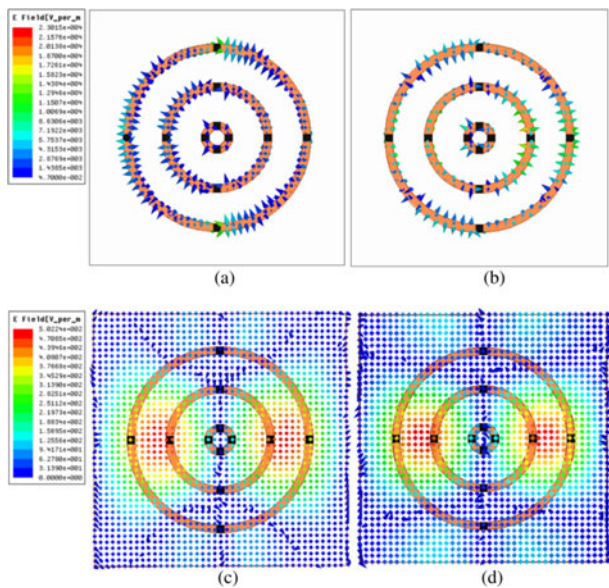 E Field[V_per_m
2.3015e+004
2.1576e+004
2.0138e+004
1.8700e+004
1.7261e+004
1.5823e+004
1.4384e+004
1.2946e+004
1.1507e+004
1.0069e+004
8.6306e+003
7.1922e+003
5.7537e+003
4.3153e+003
2.8769e+003
1.4385e+003
4.7000e-002
(a)
(b)
E Field[V_per_m
5.0224e+002
4.7085e+002
4.3946e+002
4.0807e+002
3.7668e+002
3.4529e+002
3.1390e+002
2.8251e+002
2.5112e+002
2.1973e+002
1.8834e+002
1.5695e+002
1.2556e+002
9.4171e+001
6.2780e+001
3.1390e+001
0.0000e+000
(c)
(d)